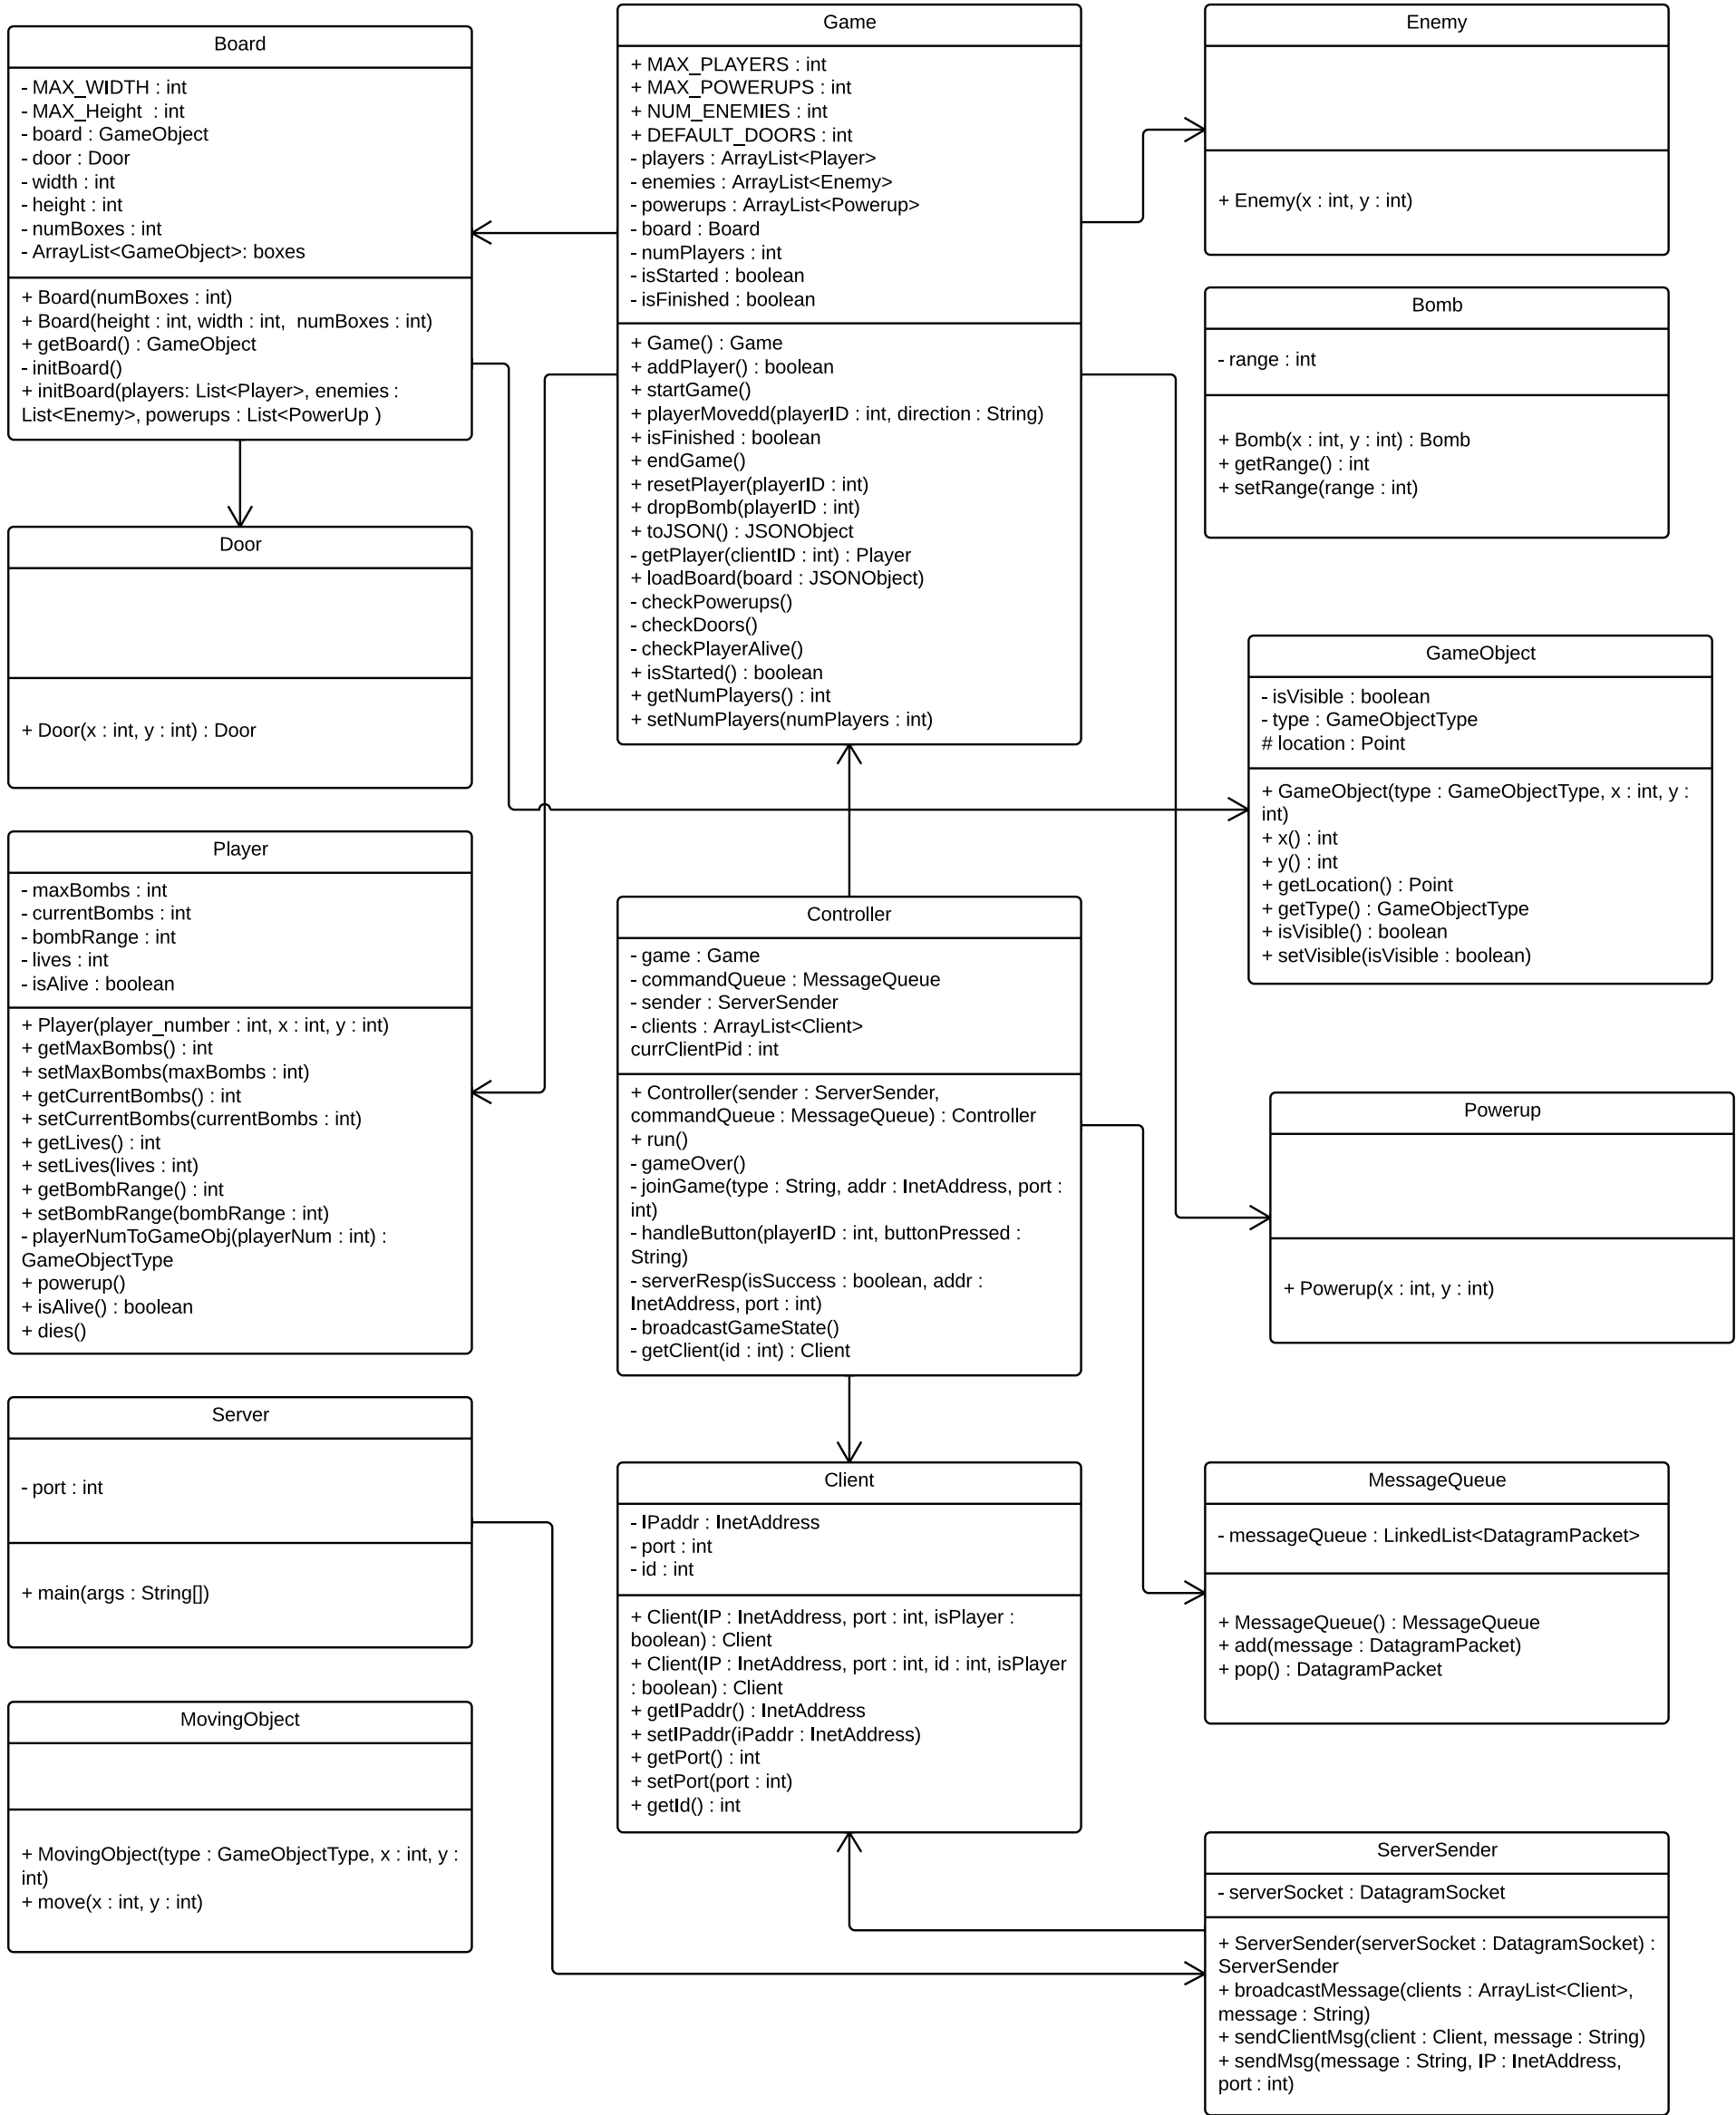 Board
- MAX_WIDTH : int
- MAX_Height  : int
- board : GameObject
- door : Door
- width : int
- height : int
- numBoxes : int
- ArrayList<GameObject>: boxes
+ Board(numBoxes : int)
+ Board(height : int, width : int,  numBoxes : int)
+ getBoard() : GameObject
- initBoard()
+ initBoard(players: List<Player>, enemies :
List<Enemy>, powerups : List<PowerUp )
Door
+ Door(x : int, y : int) : Door
Player
- maxBombs : int
- currentBombs : int
- bombRange : int
- lives : int
- isAlive : boolean
+ Player(player_number : int, x : int, y : int)
+ getMaxBombs() : int
+ setMaxBombs(maxBombs : int)
+ getCurrentBombs() : int
+ setCurrentBombs(currentBombs : int)
+ getLives() : int
+ setLives(lives : int)
+ getBombRange() : int
+ setBombRange(bombRange : int)
- playerNumToGameObj(playerNum : int) :
GameObjectType
+ powerup()
+ isAlive() : boolean
+ dies()
Server
- port : int
+ main(args : String[])
MovingObject
+ MovingObject(type : GameObjectType, x : int, y :
int)
+ move(x : int, y : int)
Game
+ MAX_PLAYERS : int
+ MAX_POWERUPS : int
+ NUM_ENEMIES : int
+ DEFAULT_DOORS : int
- players : ArrayList<Player>
- enemies : ArrayList<Enemy>
- powerups : ArrayList<Powerup>
- board : Board
- numPlayers : int
- isStarted : boolean
- isFinished : boolean
+ Game() : Game
+ addPlayer() : boolean
+ startGame()
+ playerMovedd(playerID : int, direction : String)
+ isFinished : boolean
+ endGame()
+ resetPlayer(playerID : int)
+ dropBomb(playerID : int)
+ toJSON() : JSONObject
- getPlayer(clientID : int) : Player
+ loadBoard(board : JSONObject)
- checkPowerups()
- checkDoors()
- checkPlayerAlive()
+ isStarted() : boolean
+ getNumPlayers() : int
+ setNumPlayers(numPlayers : int)
Controller
- game : Game
- commandQueue : MessageQueue
- sender : ServerSender
- clients : ArrayList<Client>
currClientPid : int
+ Controller(sender : ServerSender,
commandQueue : MessageQueue) : Controller
+ run()
- gameOver()
- joinGame(type : String, addr : InetAddress, port :
int)
- handleButton(playerID : int, buttonPressed :
String)
- serverResp(isSuccess : boolean, addr :
InetAddress, port : int)
- broadcastGameState()
- getClient(id : int) : Client
Client
- IPaddr : InetAddress
- port : int
- id : int
+ Client(IP : InetAddress, port : int, isPlayer :
boolean) : Client
+ Client(IP : InetAddress, port : int, id : int, isPlayer
: boolean) : Client
+ getIPaddr() : InetAddress
+ setIPaddr(iPaddr : InetAddress)
+ getPort() : int
+ setPort(port : int)
+ getId() : int
Enemy
+ Enemy(x : int, y : int)
Bomb
- range : int
+ Bomb(x : int, y : int) : Bomb
+ getRange() : int
+ setRange(range : int)
GameObject
- isVisible : boolean
- type : GameObjectType
# location : Point
+ GameObject(type : GameObjectType, x : int, y :
int)
+ x() : int
+ y() : int
+ getLocation() : Point
+ getType() : GameObjectType
+ isVisible() : boolean
+ setVisible(isVisible : boolean)
Powerup
+ Powerup(x : int, y : int)
MessageQueue
- messageQueue : LinkedList<DatagramPacket>
+ MessageQueue() : MessageQueue
+ add(message : DatagramPacket)
+ pop() : DatagramPacket
ServerSender
- serverSocket : DatagramSocket
+ ServerSender(serverSocket : DatagramSocket) :
ServerSender
+ broadcastMessage(clients : ArrayList<Client>,
message : String)
+ sendClientMsg(client : Client, message : String)
+ sendMsg(message : String, IP : InetAddress,
port : int)